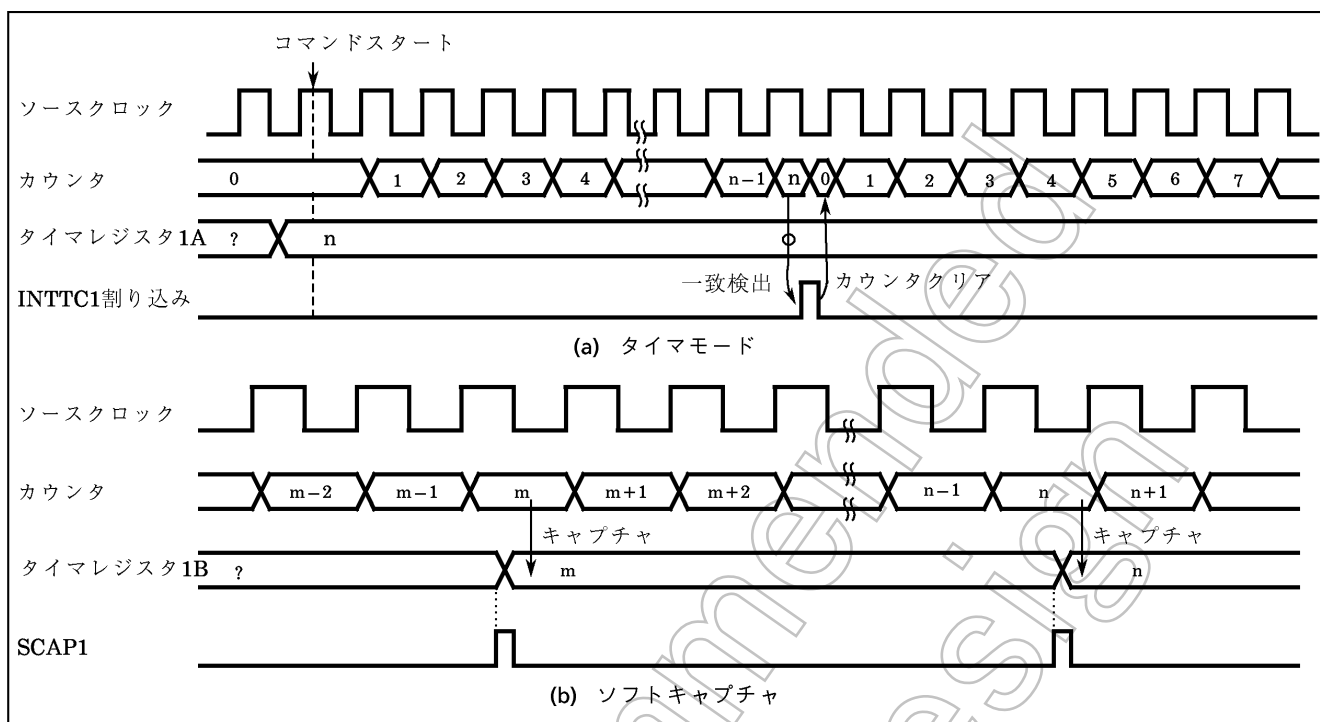 コマンドスタート
ソースクロック
カウンタ 0 1 2 3 4 n-1 n 0 1 2 3 4 5 6 7
タイマレジスタ1A ? n
一致検出 カウンタクリア
INTTC1割り込み
(a) タイマモード
ソースクロック
カウンタ m-2 m-1 m m+1 m+2 n-1 n n+1
キャプチャ キャプチャ
タイマレジスタ1B ? m n
SCAP1
(b) ソフトキャプチャ